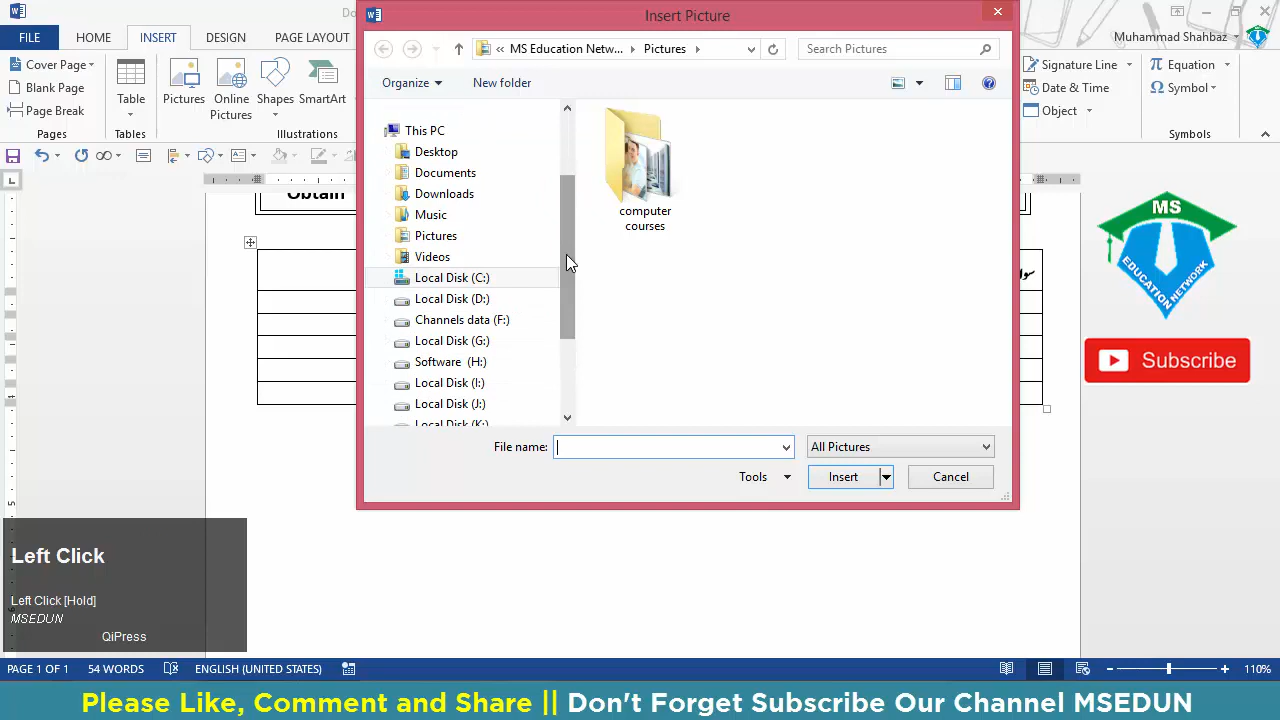 Insert Picture
FILE HOME INSERT DESIGN PAGE LAYOUT
Muhammad Shahbaz
MS Education Netw... Pictures
Search Pictures
Organize
New folder
Cover Page
Blank Page
Page Break
Pages
Table
Tables
Pictures
Online
Pictures
Shapes
SmartArt
Illustrations
Signature Line
Date & Time
Object
Equation
Symbol
Symbols
This PC
Desktop
Documents
Downloads
Music
Pictures
Videos
Local Disk (C:)
Local Disk (D:)
Channels data (F:)
Local Disk (G:)
Software (H:)
Local Disk (I:)
Local Disk (J:)
Local Disk (K:)
computer
courses
File name:
All Pictures
Tools
Insert
Cancel
Obtain
MS
EDUCATION
NETWORK
Subscribe
Left Click
Left Click [Hold]
MSEDUN
QiPress
PAGE 1 OF 1 54 WORDS ENGLISH (UNITED STATES)
110%
Please Like, Comment and Share || Don't Forget Subscribe Our Channel MSEDUN